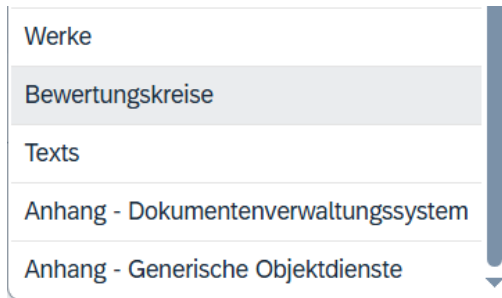 Werke
Bewertungskreise
Texts
Anhang - Dokumentenverwaltungssystem
Anhang - Generische Objektdienste